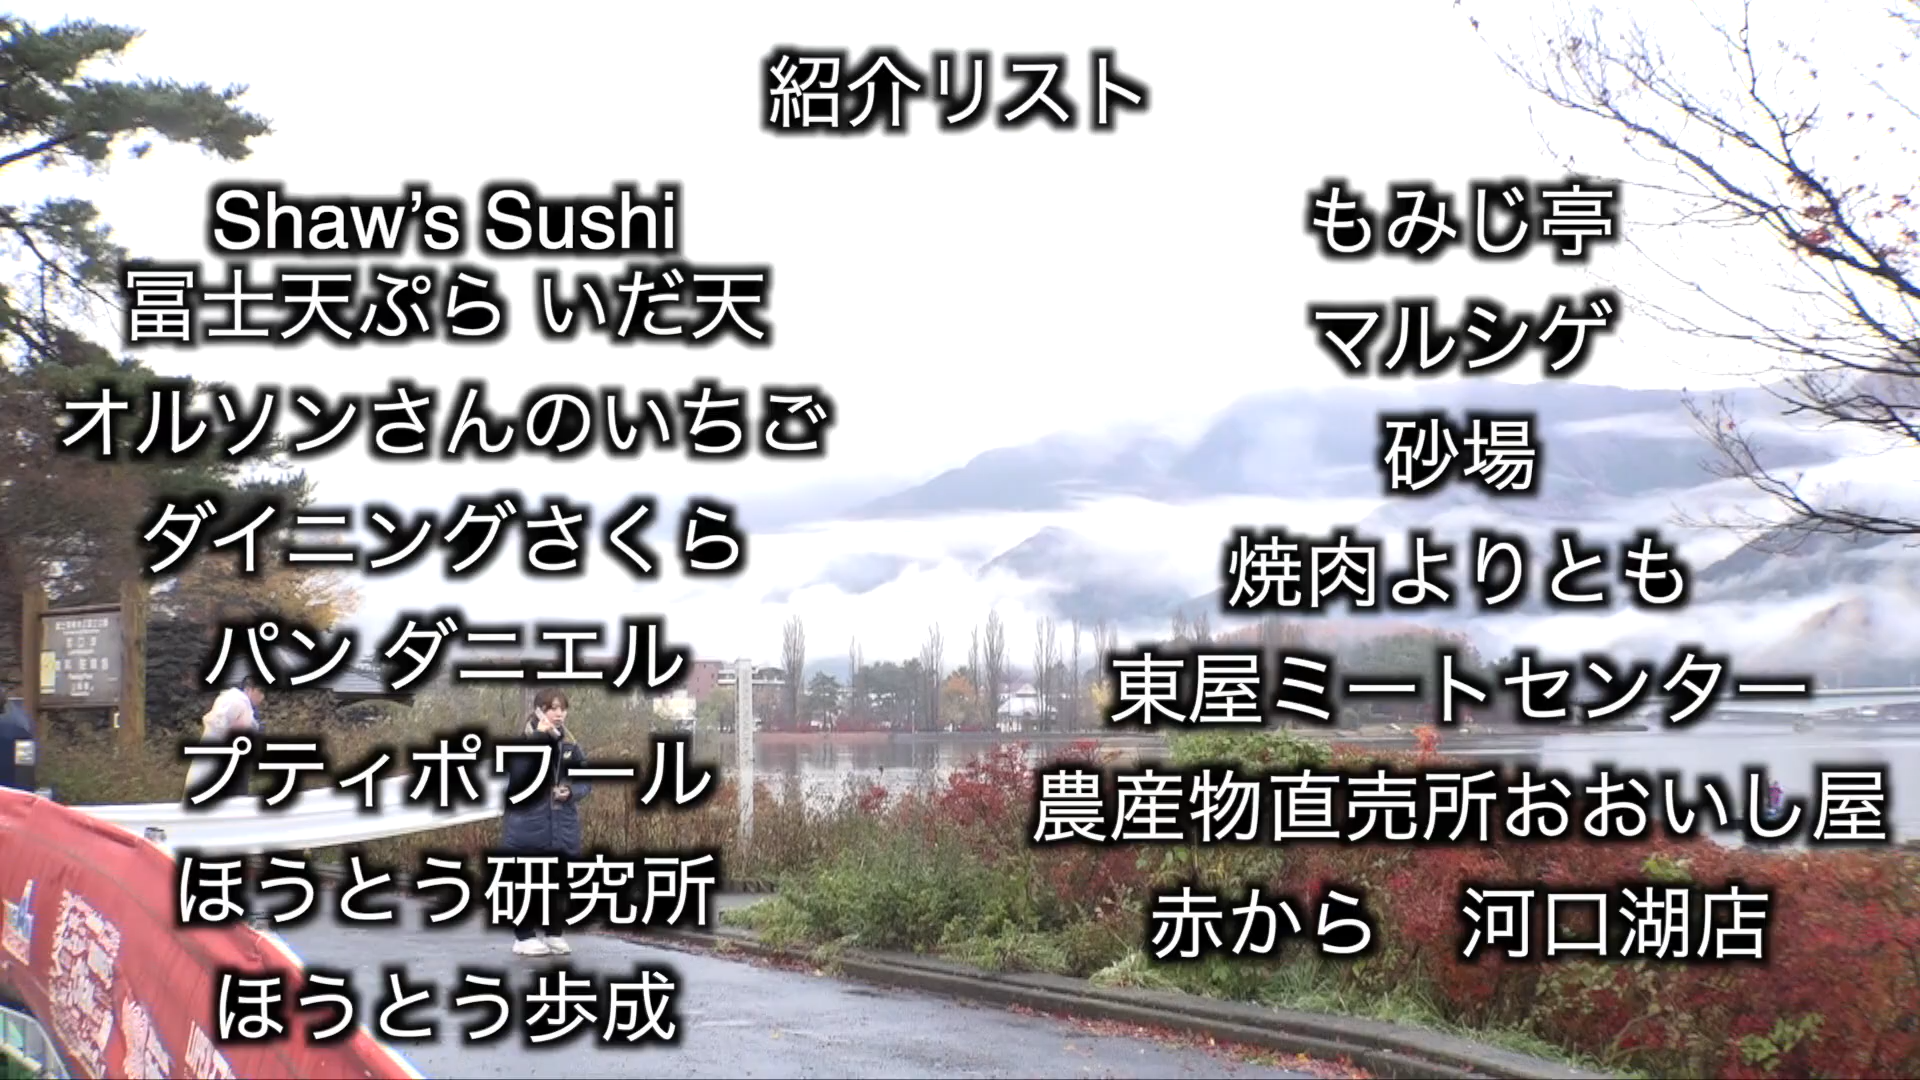 紹介リスト
Shaw’s Sushi
冨士天ぷら いだ天
オルソンさんのいちご
ダイニングさくら
パン ダニエル
プティポワール
ほうとう研究所
ほうとう歩成
もみじ亭
マルシゲ
砂場
焼肉よりとも
東屋ミートセンター
農産物直売所おおいし屋
赤から　河口湖店